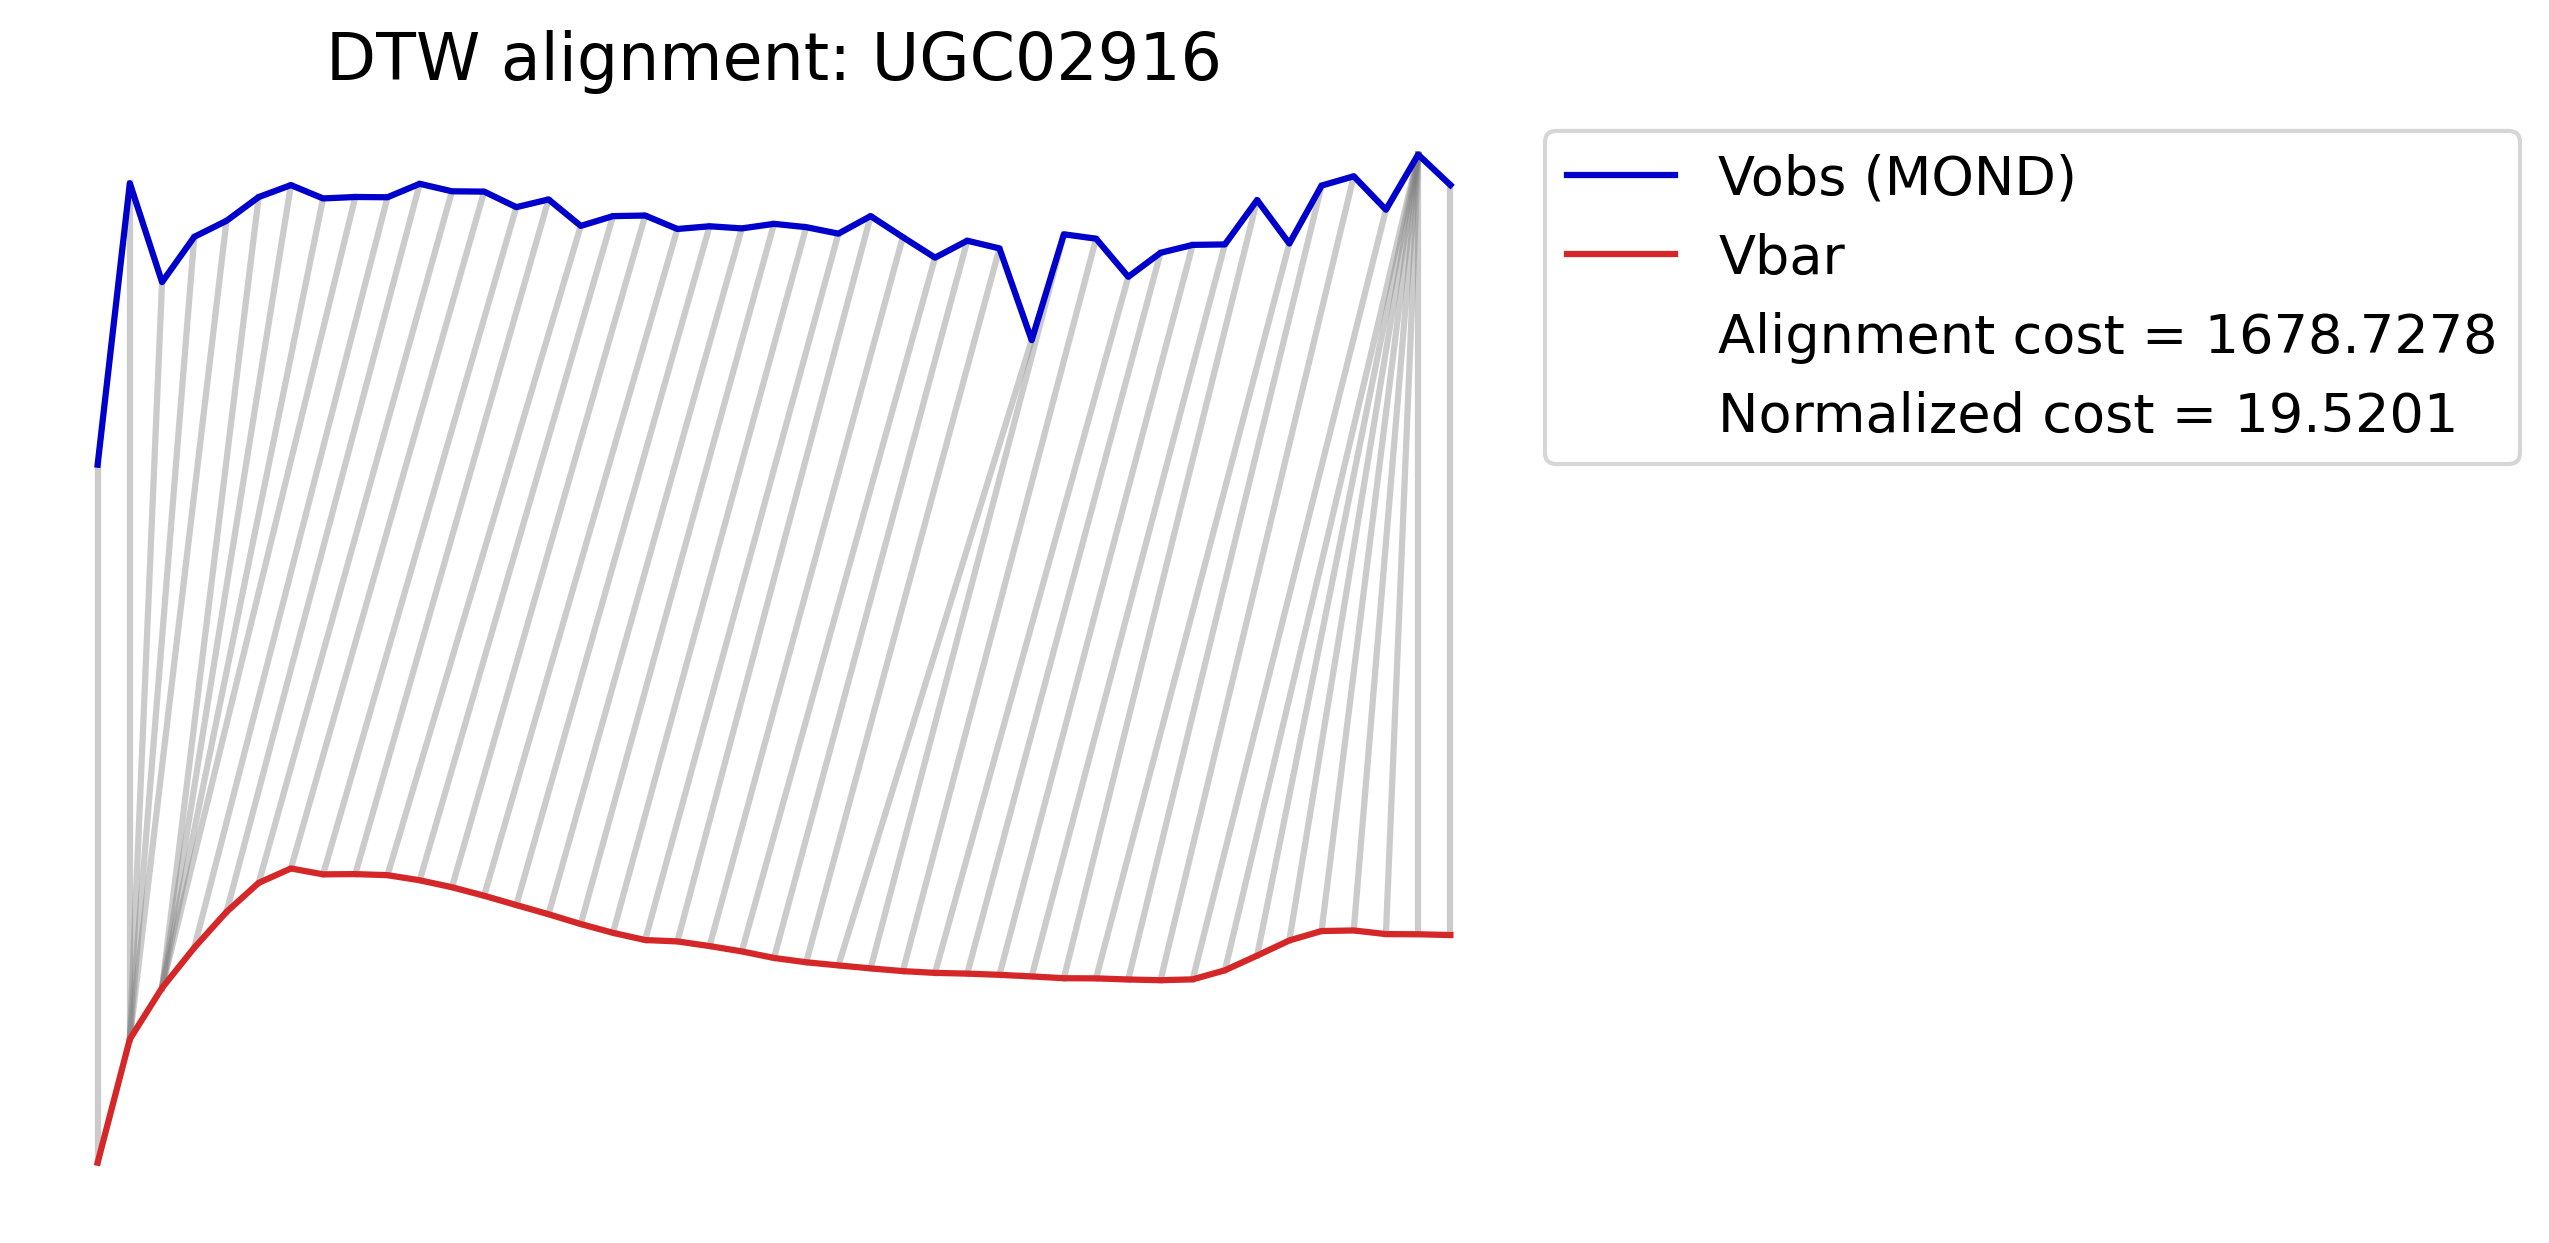 DTW alignment: UGC02916
Vobs (MOND)
Vbar
Alignment cost = 1678.7278
Normalized cost = 19.5201